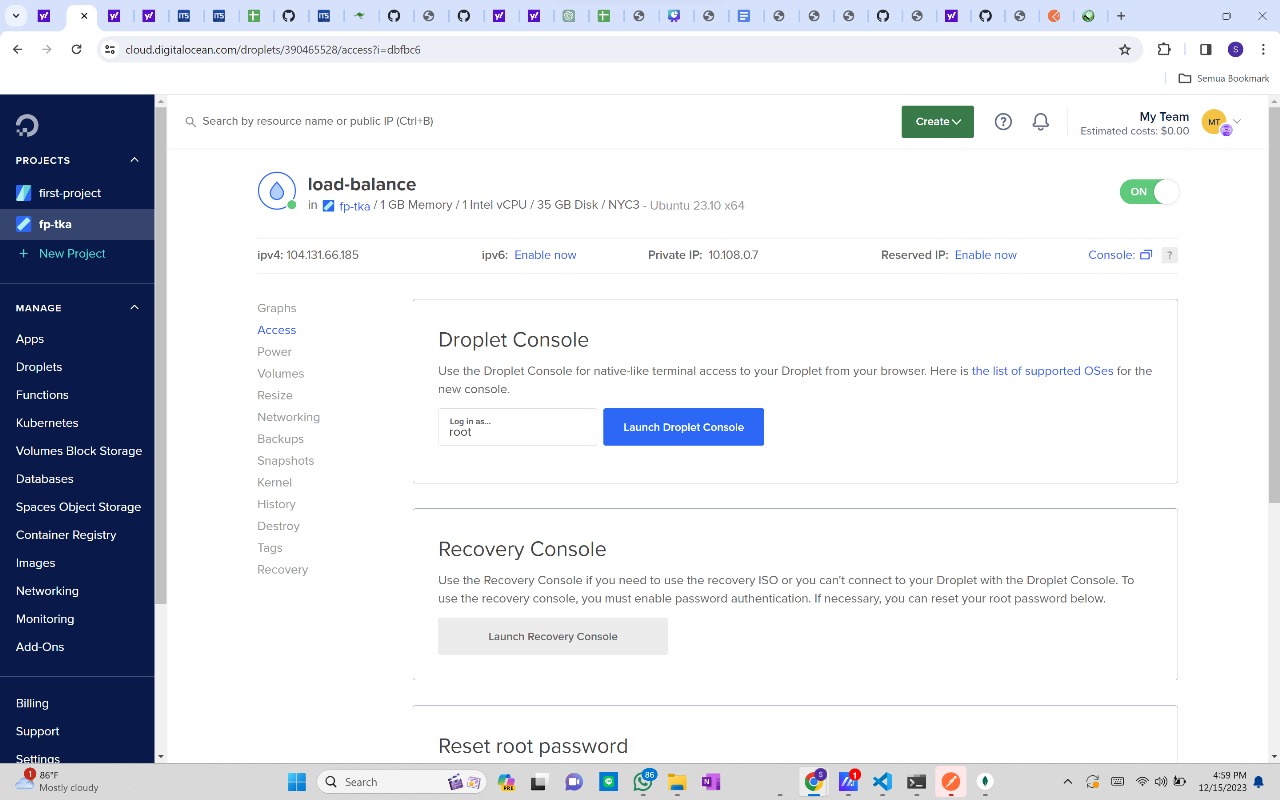 cloud.digitalocean.com/droplets/390465528/access?i=dbfbc6
S
Semua Bookmark
Search by resource name or public IP (Ctrl+B)
Create
?
My Team
Estimated costs: $0.00
MT
PROJECTS
first-project
fp-tka
+ New Project
MANAGE
Apps
Droplets
Functions
Kubernetes
Volumes Block Storage
Databases
Spaces Object Storage
Container Registry
Images
Networking
Monitoring
Add-Ons
Billing
Support
Settings
load-balance
in fp-tka / 1 GB Memory / 1 Intel vCPU / 35 GB Disk / NYC3 - Ubuntu 23.10 x64
ON
ipv4: 104.131.66.185 ipv6: Enable now Private IP: 10.108.0.7 Reserved IP: Enable now Console: ?
Graphs
Access
Power
Volumes
Resize
Networking
Backups
Snapshots
Kernel
History
Destroy
Tags
Recovery
Droplet Console
Use the Droplet Console for native-like terminal access to your Droplet from your browser. Here is the list of supported OSes for
the new console.
Log in as...
root
Launch Droplet Console
Recovery Console
Use the Recovery Console if you need to use the recovery ISO or you can't connect to your Droplet with the Droplet Console. To
use the recovery console, you must enable password authentication. If necessary, you can reset your root password below.
Launch Recovery Console
Reset root password
1
86°F
Mostly cloudy
Search
PRE
86
S
1
4:59 PM
12/15/2023